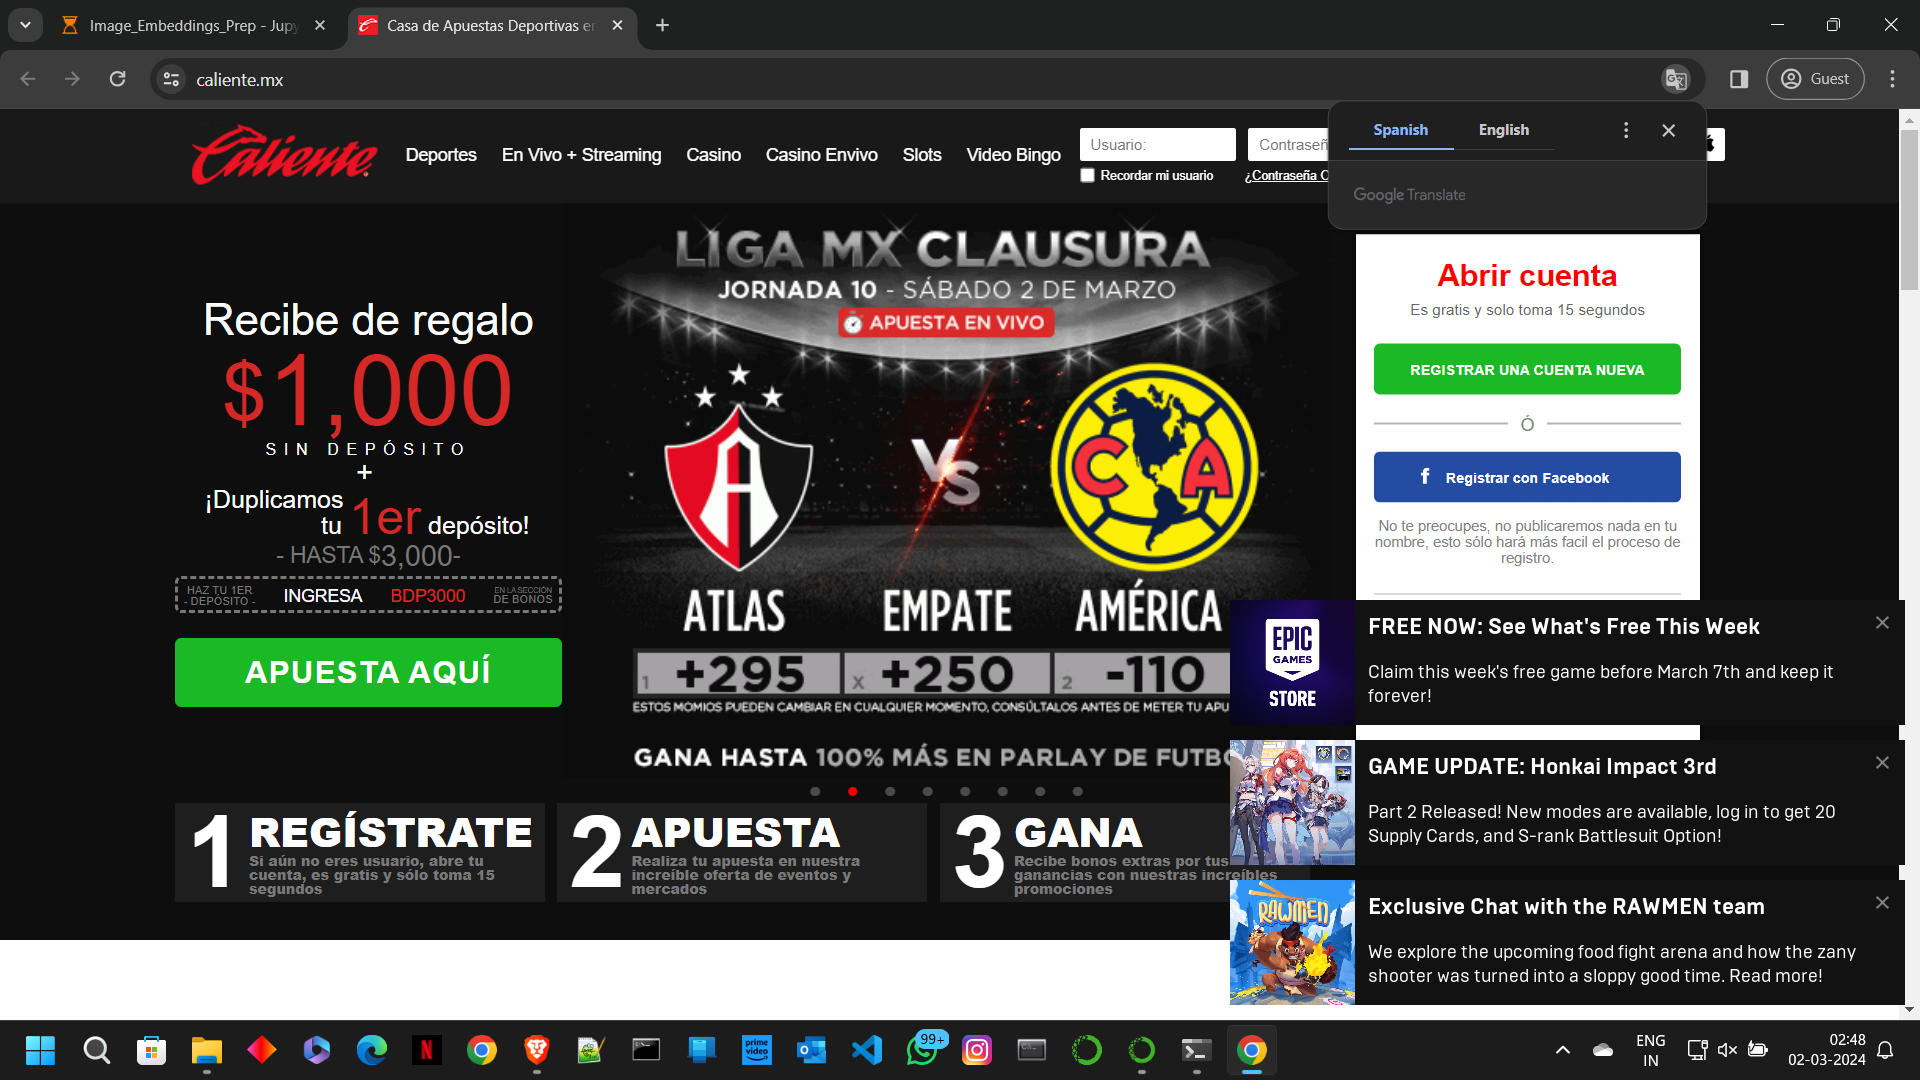 Image_Embeddings_Prep - Jupy
Casa de Apuestas Deportivas en
caliente.mx
Guest
Spanish
English
Google Translate
Caliente
Deportes
En Vivo + Streaming
Casino
Casino Envivo
Slots
Video Bingo
Usuario:
Contraseñ
Recordar mi usuario
¿Contraseña O
Recibe de regalo
$1,000
SIN DEPÓSITO
+
¡Duplicamos
tu 1er depósito!
- HASTA $3,000-
HAZ TU 1ER
- DEPÓSITO -
INGRESA
BDP3000
EN LA SECCIÓN
DE BONOS
APUESTA AQUÍ
LIGA MX CLAUSURA
JORNADA 10 - SÁBADO 2 DE MARZO
APUESTA EN VIVO
A
VS
CA
ATLAS
EMPATE
AMÉRICA
1 +295
X +250
2 -110
ESTOS MOMIOS PUEDEN CAMBIAR EN CUALQUIER MOMENTO, CONSÚLTALOS ANTES DE METER TU APU
GANA HASTA 100% MÁS EN PARLAY DE FUTBO
Abrir cuenta
Es gratis y solo toma 15 segundos
REGISTRAR UNA CUENTA NUEVA
Ó
f Registrar con Facebook
No te preocupes, no publicaremos nada en tu
nombre, esto sólo hará más facil el proceso de
registro.
1 REGÍSTRATE
Si aún no eres usuario, abre tu
cuenta, es gratis y sólo toma 15
segundos
2 APUESTA
Realiza tu apuesta en nuestra
increíble oferta de eventos y
mercados
3 GANA
Recibe bonos extras por tus
ganancias con nuestras increíbles
promociones
EPIC
GAMES
STORE
FREE NOW: See What's Free This Week
Claim this week's free game before March 7th and keep it
forever!
GAME UPDATE: Honkai Impact 3rd
Part 2 Released! New modes are available, log in to get 20
Supply Cards, and S-rank Battlesuit Option!
RAWMEN
Exclusive Chat with the RAWMEN team
We explore the upcoming food fight arena and how the zany
shooter was turned into a sloppy good time. Read more!
N
prime
video
99+
ENG
IN
02:48
02-03-2024